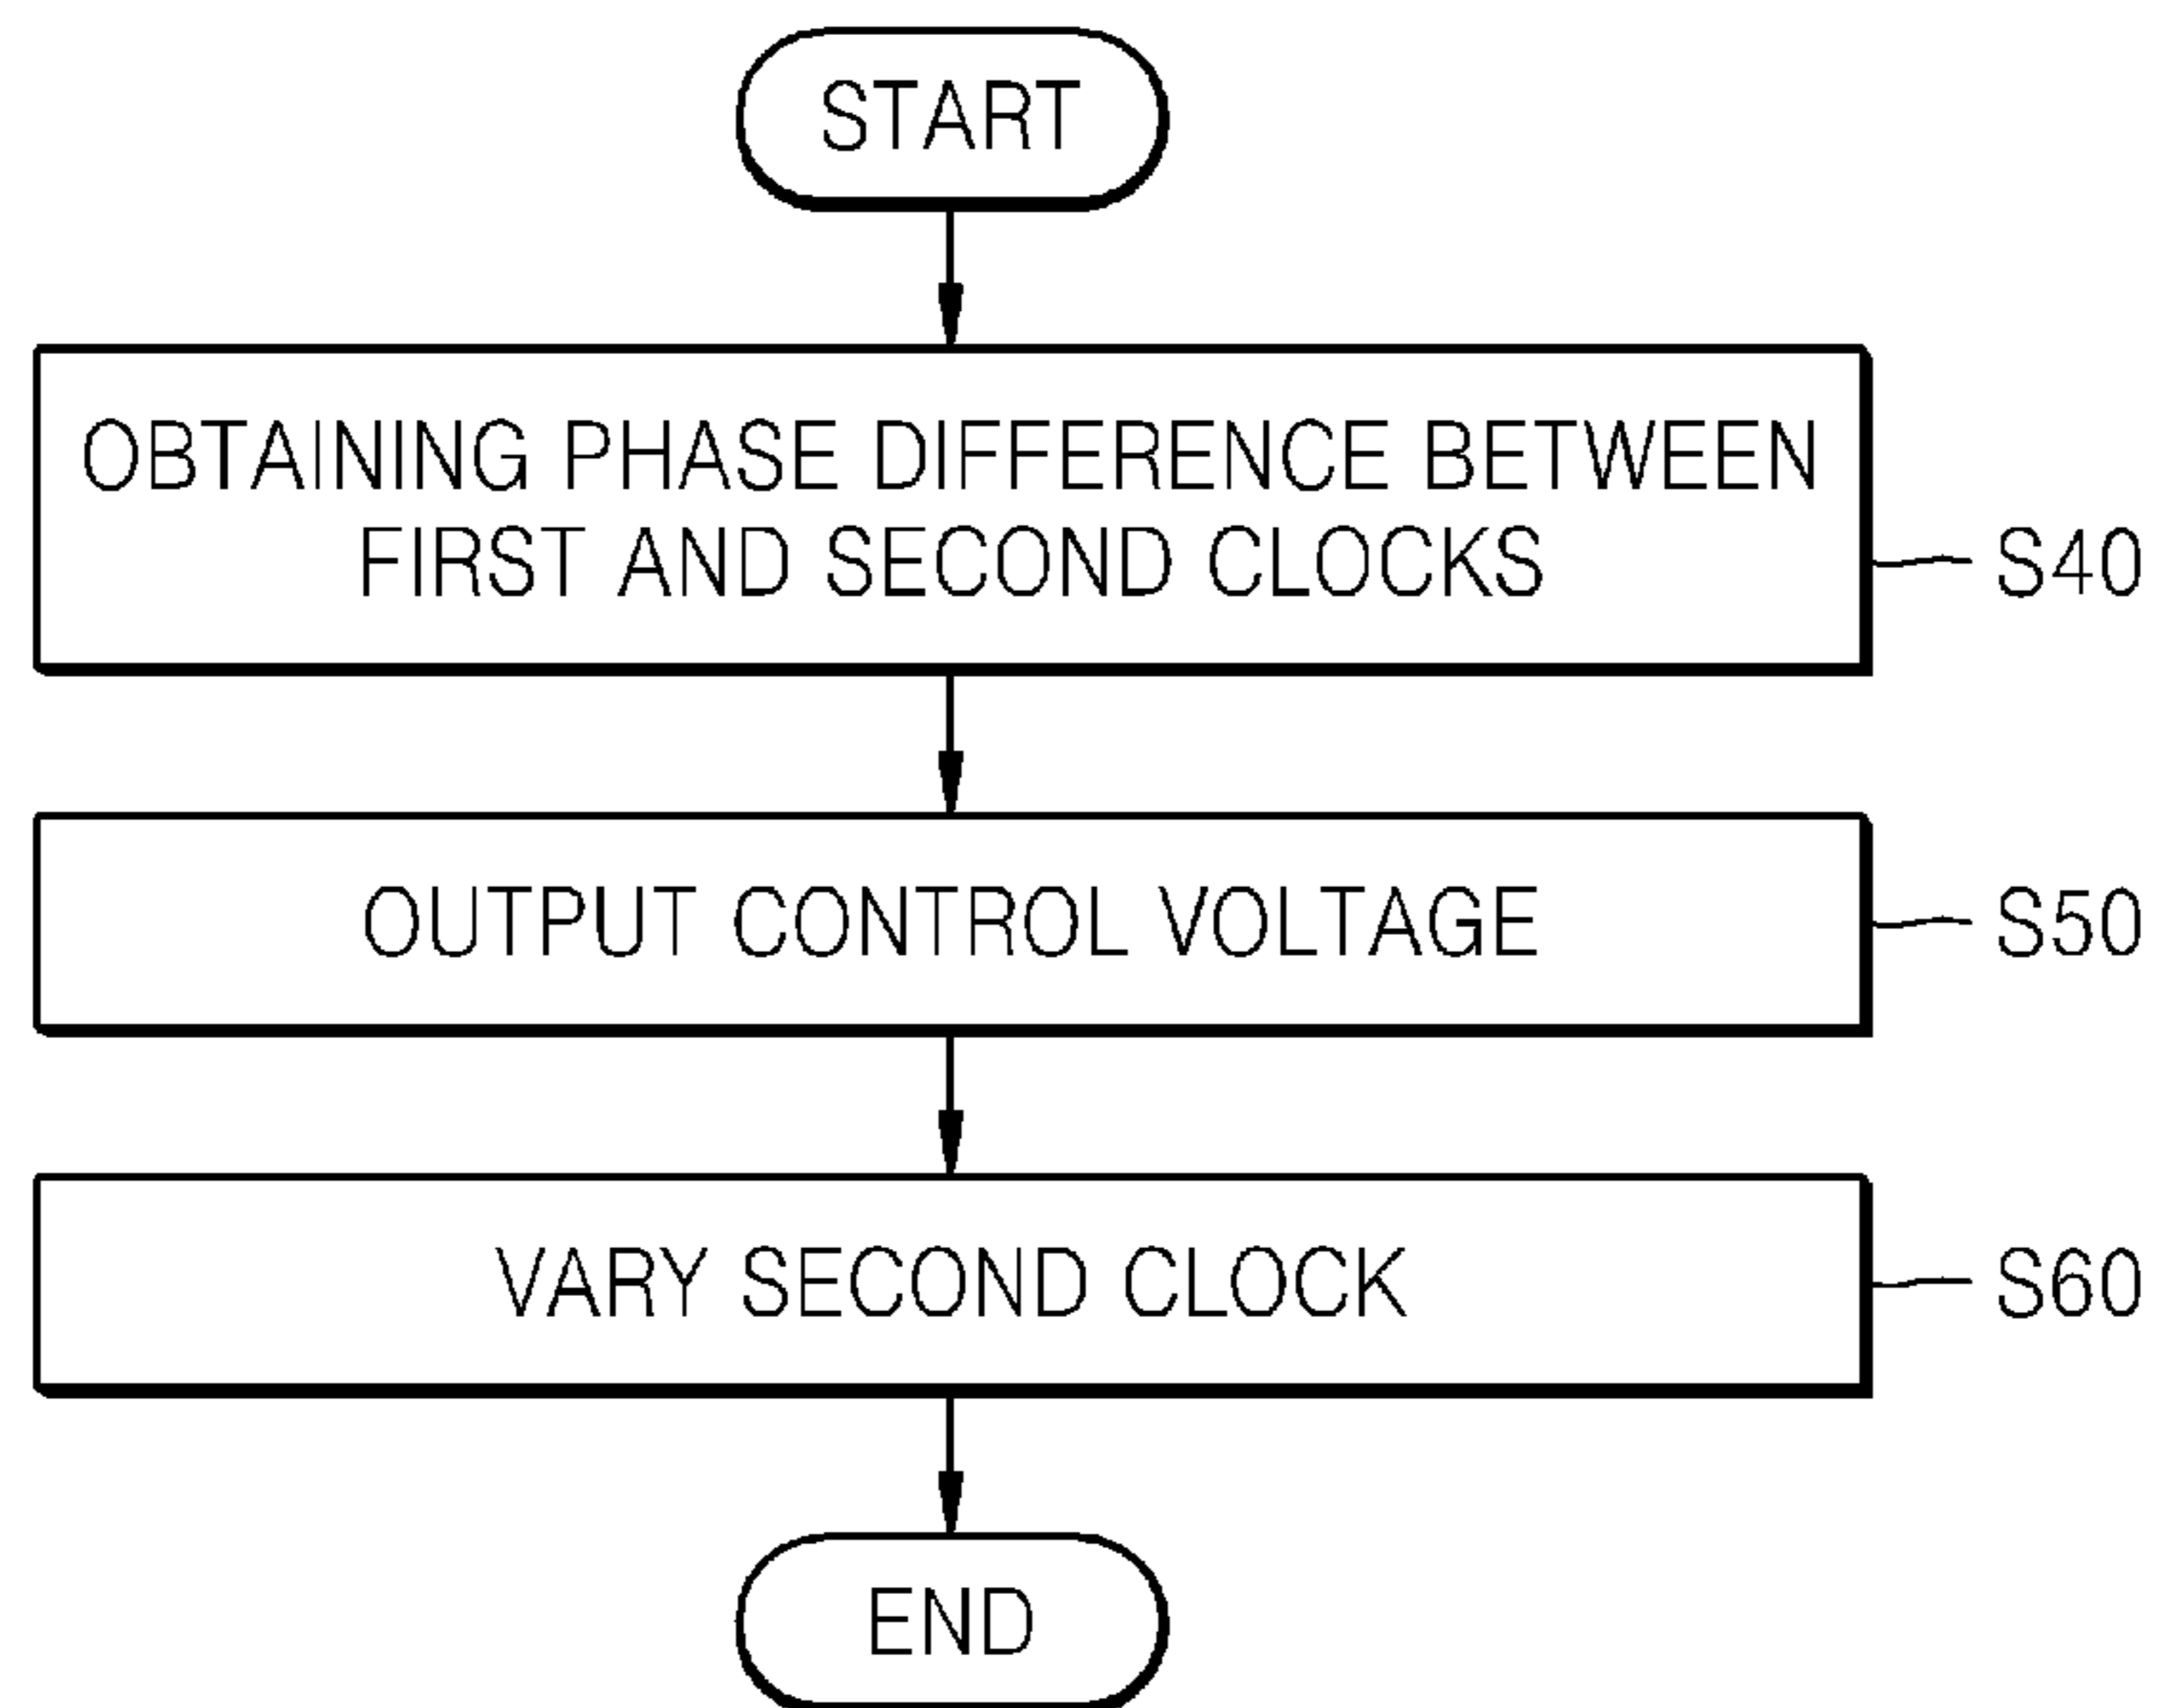 START
OBTAINING PHASE DIFFERENCE BETWEEN
FIRST AND SECOND CLOCKS
S40
OUTPUT CONTROL VOLTAGE
S50
VARY SECOND CLOCK
S60
END